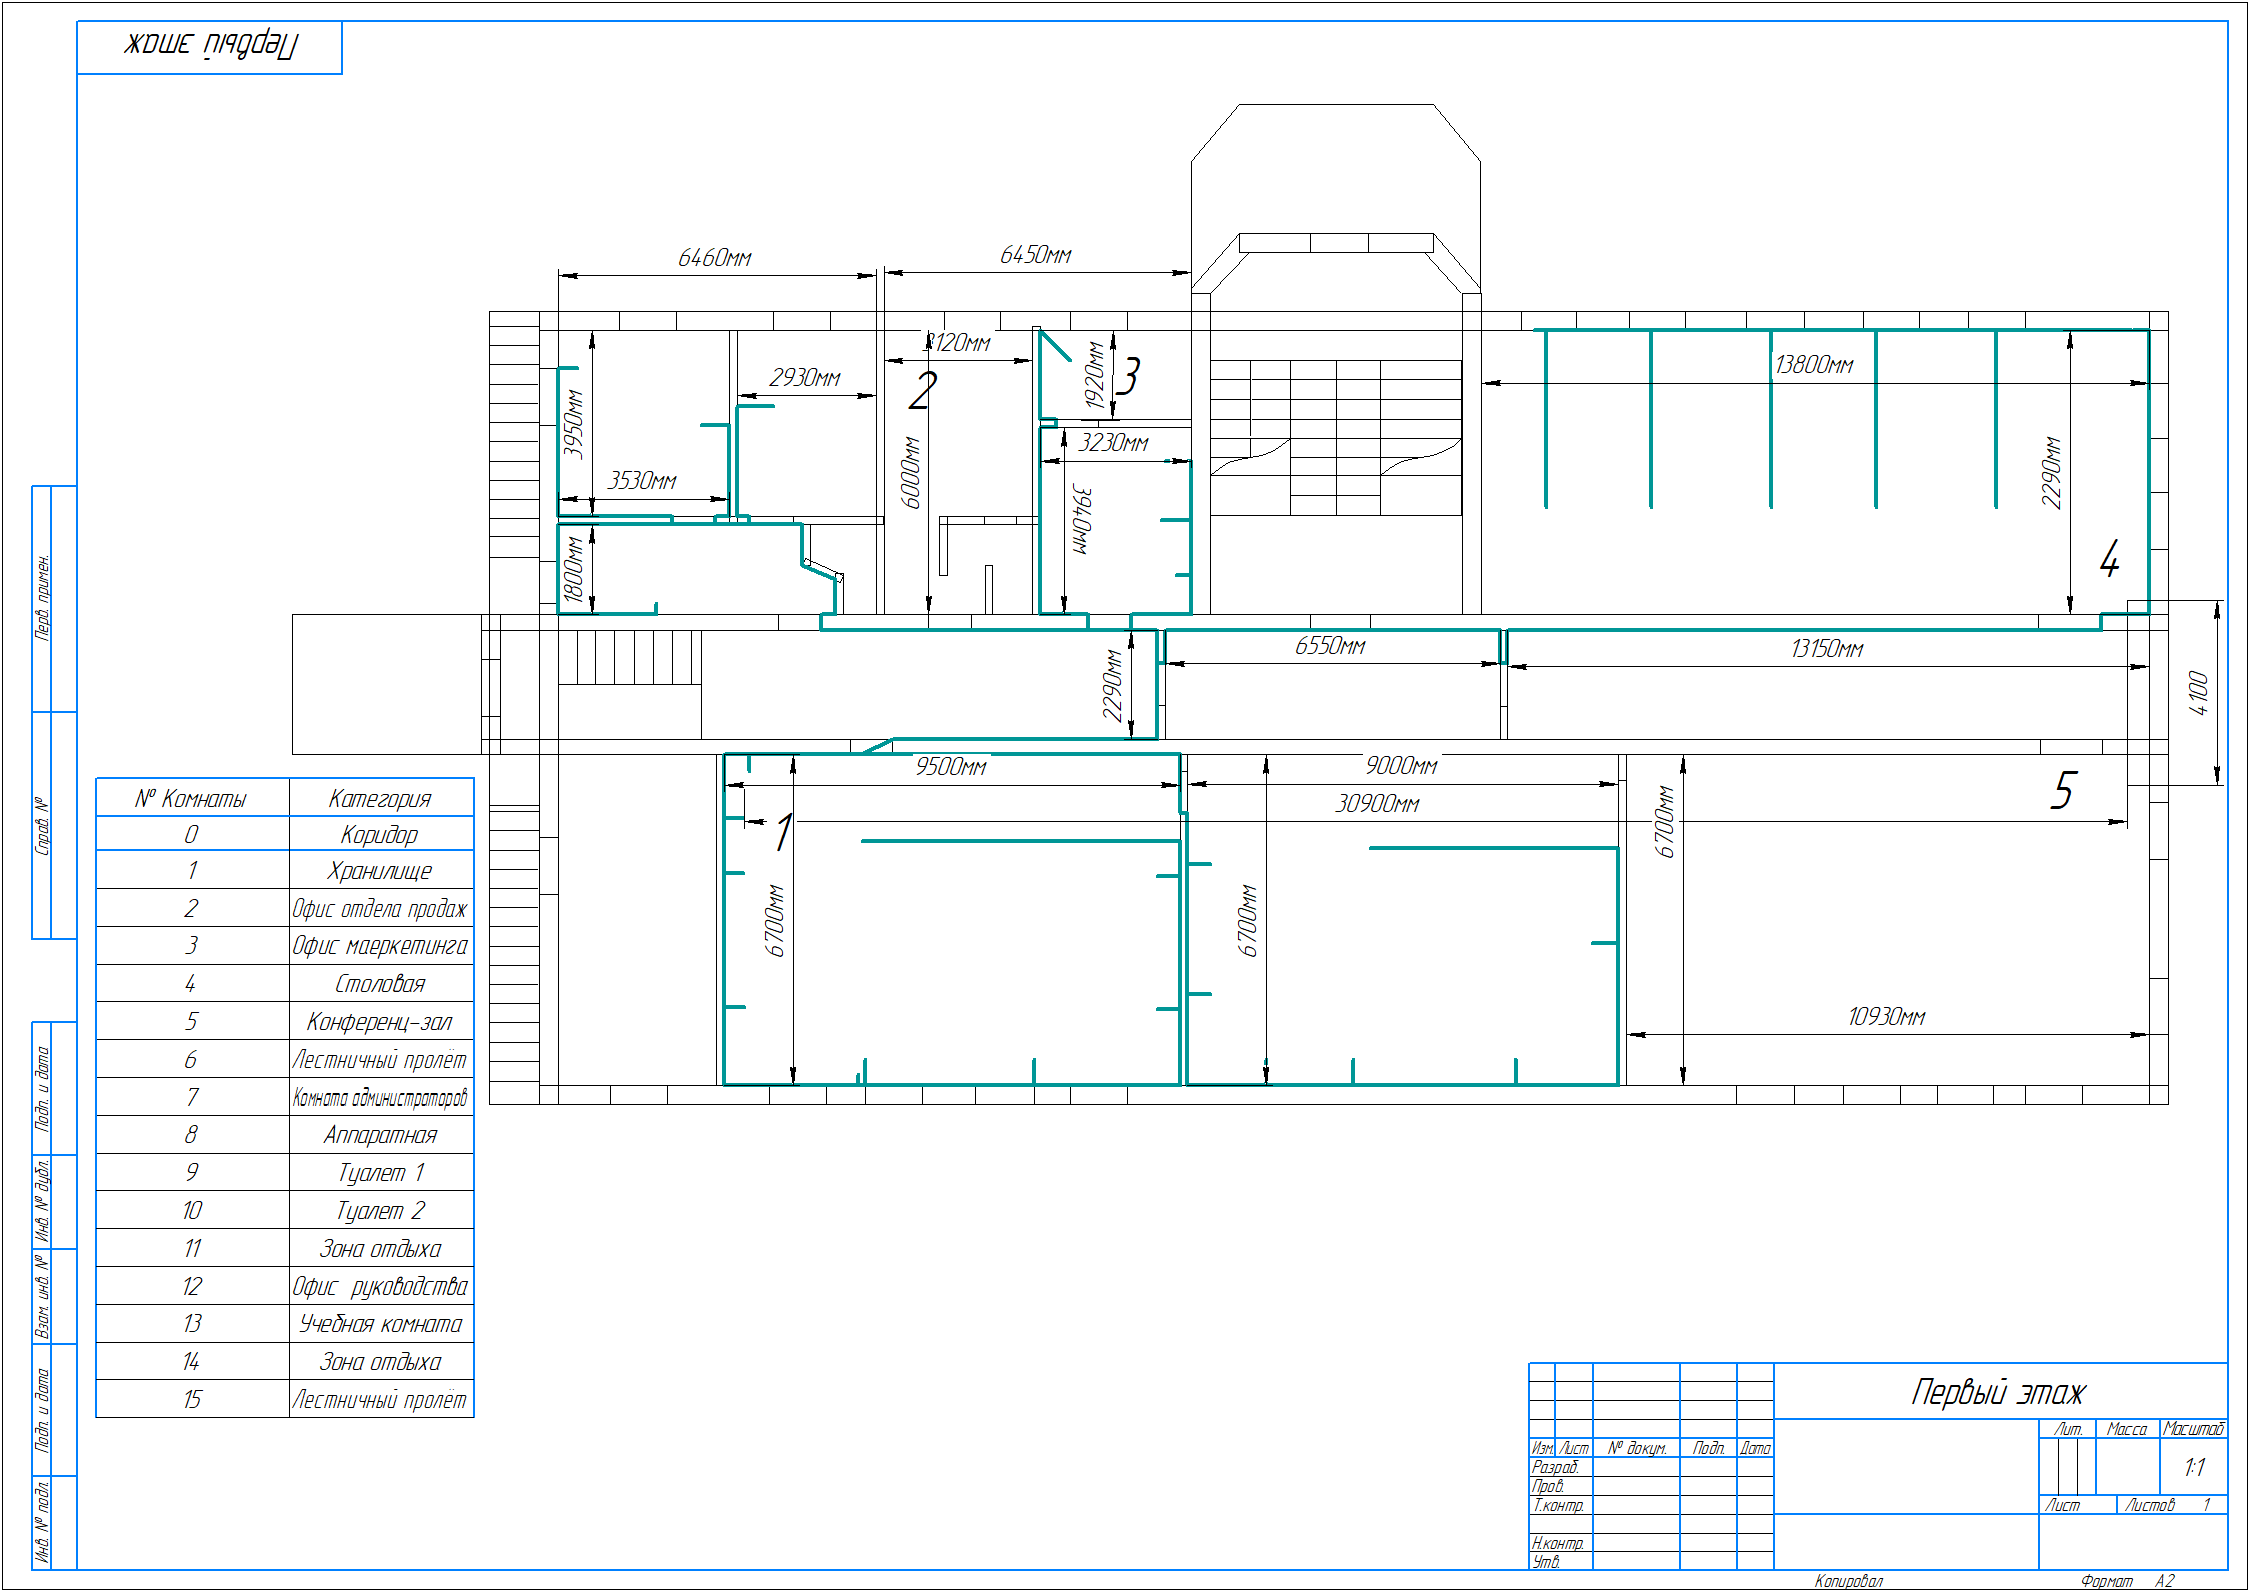 Первый этаж
6460мм
6450мм
3120мм
2930мм
2
1920мм
3
13800мм
3950мм
3530мм
6000мм
3230мм
3940мм
2290мм
4
1800мм
2290мм
6550мм
13150мм
4100
9500мм
9000мм
30900мм
1
5
6700мм
6700мм
6700мм
10930мм
№ Комнаты Категория
0 Коридор
1 Хранилище
2 Офис отдела продаж
3 Офис маеркетинга
4 Столовая
5 Конференц-зал
6 Лестничный пролёт
7 Комната администраторов
8 Аппаратная
9 Туалет 1
10 Туалет 2
11 Зона отдыха
12 Офис руководства
13 Учебная комната
14 Зона отдыха
15 Лестничный пролёт
Перв. примен.
Справ. №
Подп. и дата
Инв. № дубл.
Взам. инв. №
Подп. и дата
Инв. № подл.
Первый этаж
Изм. Лист № докум. Подп. Дата
Разраб.
Пров.
Т.контр.
Н.контр.
Утв.
Лит. Масса Масштаб
1:1
Лист Листов 1
Копировал Формат А2